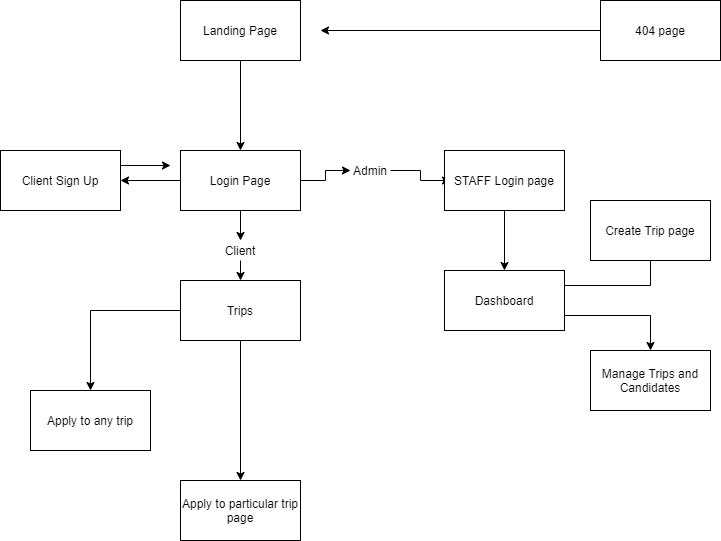 Landing Page
404 page
Client Sign Up
Login Page
Admin
STAFF Login page
Create Trip page
Client
Trips
Dashboard
Manage Trips and
Candidates
Apply to any trip
Apply to particular trip
page